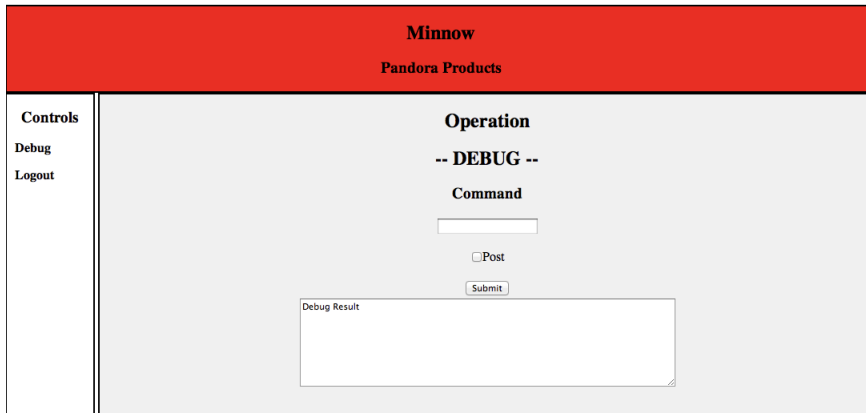 Minnow
Pandora Products
Controls
Debug
Logout
Operation
-- DEBUG --
Command
Post
Submit
Debug Result